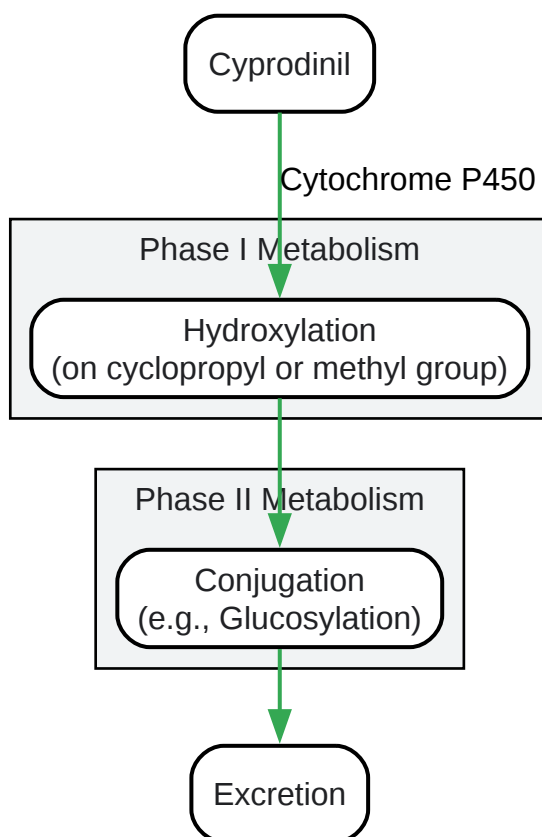 Cyprodinil
Cytochrome P450
Phase I Metabolism
Hydroxylation
(on cyclopropyl or methyl group)
Phase II Metabolism
Conjugation
(e.g., Glucosylation)
Excretion